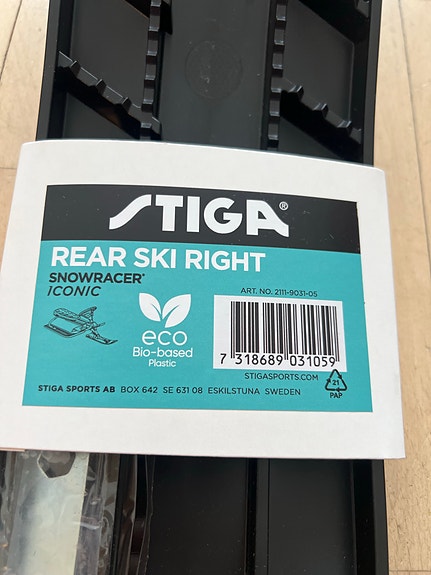 STIGA®
REAR SKI RIGHT
SNOWRACER®
ICONIC
ART. NO. 2111-9031-05
eco
Bio-based
Plastic
7 318689 031059
STIGASPORTS.COM
21
PAP
STIGA SPORTS AB BOX 642 SE 631 08 ESKILSTUNA SWEDEN